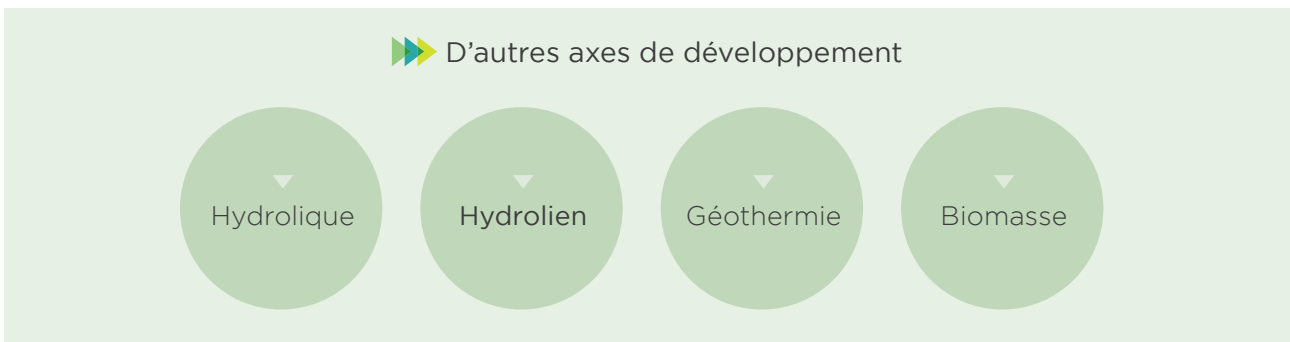 D’autres axes de développement
Hydrolique
Hydrolien
Géothermie
Biomasse